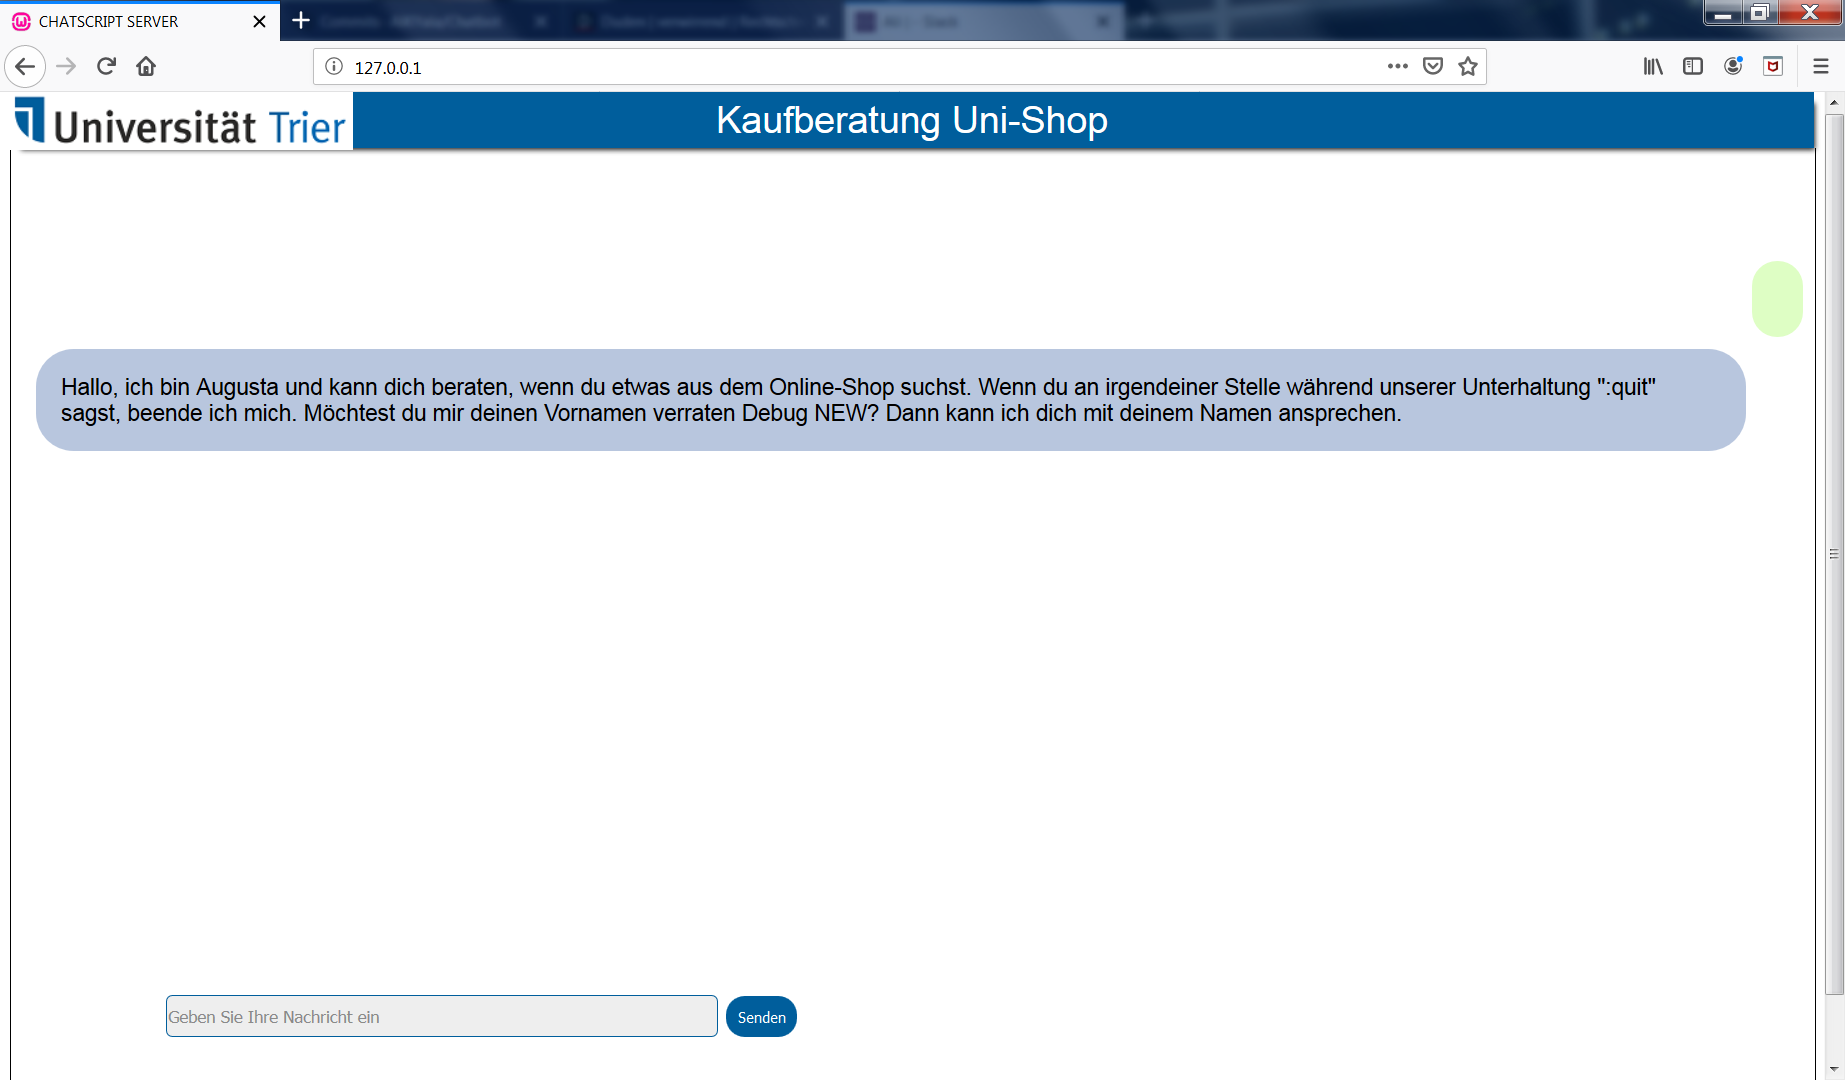 CHATSCRIPT SERVER
127.0.0.1
Universität Trier
Kaufberatung Uni-Shop
Hallo, ich bin Augusta und kann dich beraten, wenn du etwas aus dem Online-Shop suchst. Wenn du an irgendeiner Stelle während unserer Unterhaltung ":quit"
sagst, beende ich mich. Möchtest du mir deinen Vornamen verraten Debug NEW? Dann kann ich dich mit deinem Namen ansprechen.
Geben Sie Ihre Nachricht ein
Senden